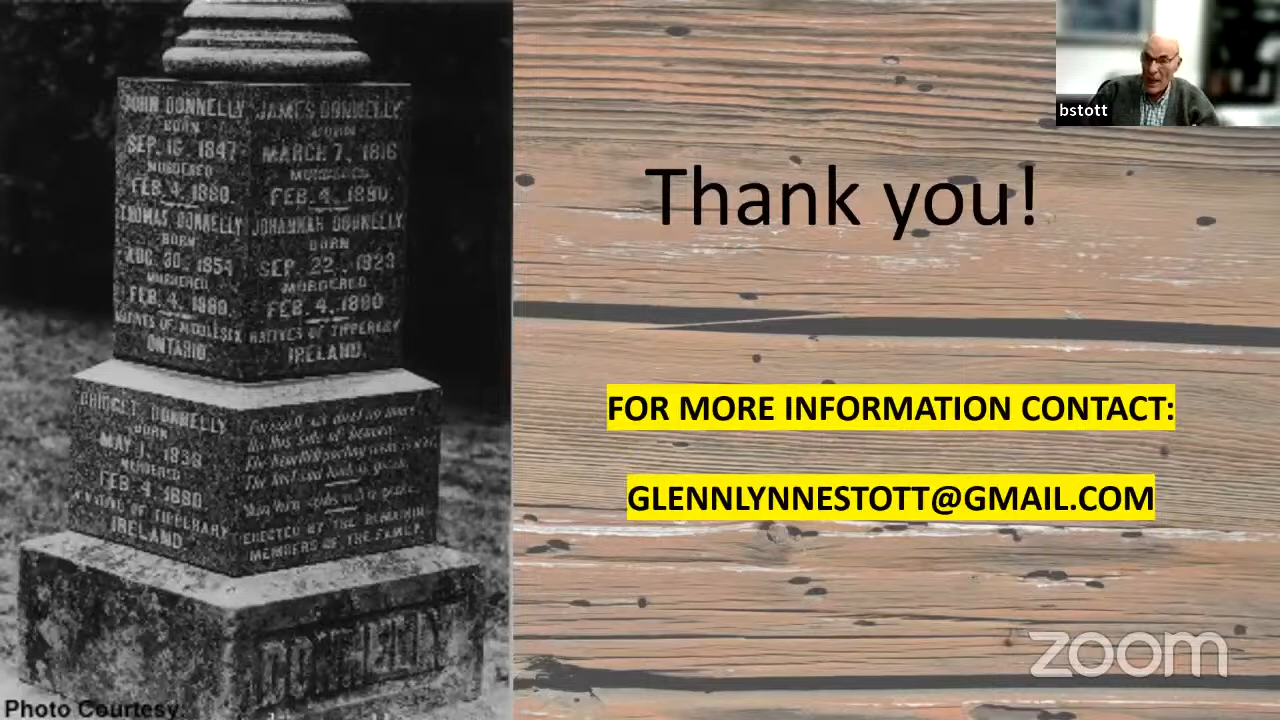 JOHN DONNELLY
BORN
SEP. 16, 1847
MURDERED
FEB. 4, 1880.
THOMAS DONNELLY
BORN
AUG. 30, 1854
MURDERED
FEB. 4, 1880.
NATIVES OF MIDDLESEX
ONTARIO.
JAMES DONNELLY
BORN
MARCH 7, 1816
MURDERED
FEB. 4, 1880.
JOHANNAH DONNELLY
BORN
SEP. 22, 1823
MURDERED
FEB. 4, 1880
NATIVES OF TIPPERARY
IRELAND.
BRIDGET DONNELLY
BORN
MAY 1, 1858
MURDERED
FEB. 4, 1880.
OF TIPPERARY
IRELAND.
ERECTED BY THE
MEMBERS OF THE FAMILY.
DONNELLY
Photo Courtesy
bstott
Thank you!
FOR MORE INFORMATION CONTACT:
GLENNLYNNESTOTT@GMAIL.COM
zoom